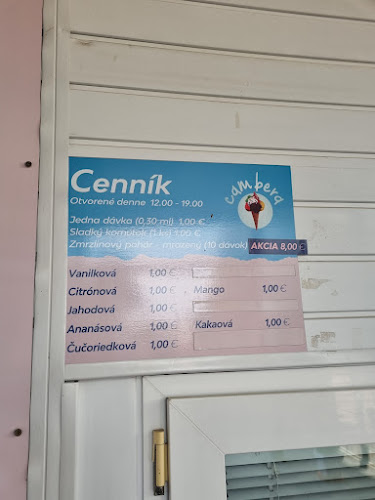 Cenník
Otvorené denne 12.00 - 19.00
cambera
Jedna dávka (0,30 ml) 1,00 €
Sladký kornútok (1 ks) 1,00 €
Zmrzlinový pohár - mrazený (10 dávok) AKCIA 8,00 €
Vanilková 1,00 €
Citrónová 1,00 € Mango 1,00 €
Jahodová 1,00 €
Ananásová 1,00 € Kakaová 1,00 €
Čučoriedková 1,00 €